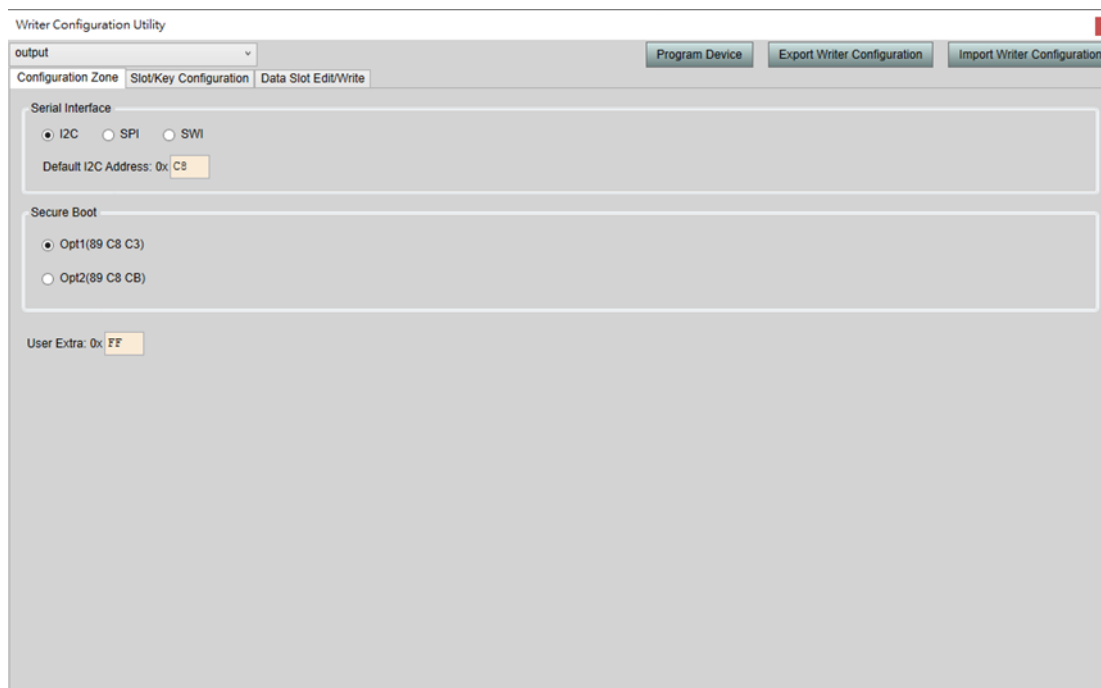 Writer Configuration Utility
output
Program Device
Export Writer Configuration
Import Writer Configuration
Configuration Zone
Slot/Key Configuration
Data Slot Edit/Write
Serial Interface
I2C
SPI
SWI
Default I2C Address: 0x C8
Secure Boot
Opt1(89 C8 C3)
Opt2(89 C8 CB)
User Extra: 0x FF